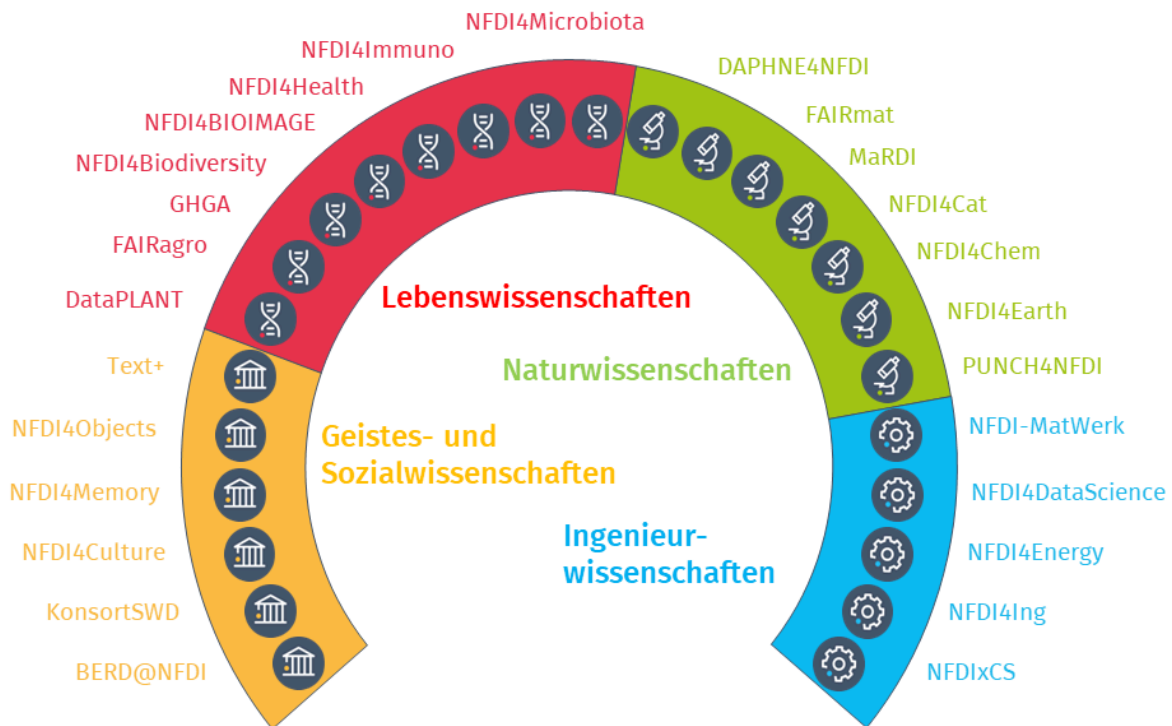 NFDI4Microbiota
NFDI4Immuno
NFDI4Health
NFDI4BIOIMAGE
NFDI4Biodiversity
GHGA
FAIRagro
DataPLANT
Text+
NFDI4Objects
NFDI4Memory
NFDI4Culture
KonsortSWD
BERD@NFDI
Lebenswissenschaften
Naturwissenschaften
Geistes- und
Sozialwissenschaften
Ingenieur-
wissenschaften
DAPHNE4NFDI
FAIRmat
MaRDI
NFDI4Cat
NFDI4Chem
NFDI4Earth
PUNCH4NFDI
NFDI-MatWerk
NFDI4DataScience
NFDI4Energy
NFDI4Ing
NFDIxCS